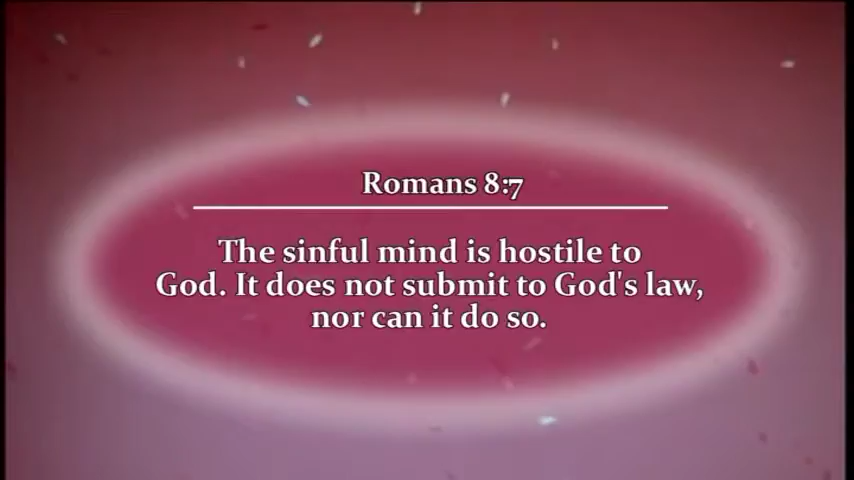 Romans 8:7
The sinful mind is hostile to
God. It does not submit to God's law,
nor can it do so.